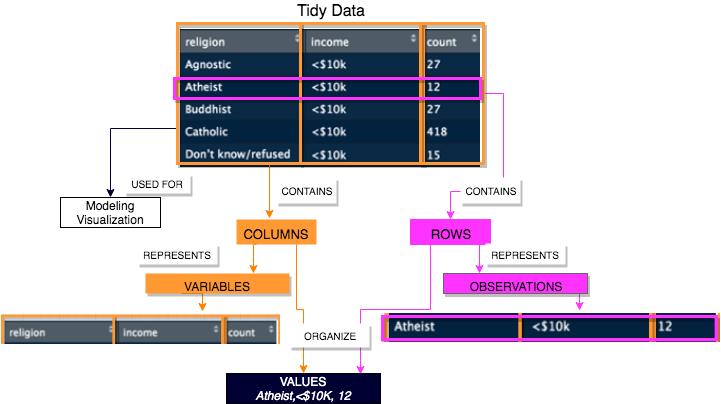 Tidy Data
religion income count
Agnostic <$10k 27
Atheist <$10k 12
Buddhist <$10k 27
Catholic <$10k 418
Don't know/refused <$10k 15
USED FOR
CONTAINS
CONTAINS
Modeling
Visualization
COLUMNS
ROWS
REPRESENTS
REPRESENTS
VARIABLES
OBSERVATIONS
religion income count
ORGANIZE
Atheist <$10k 12
VALUES
Atheist,<$10K, 12